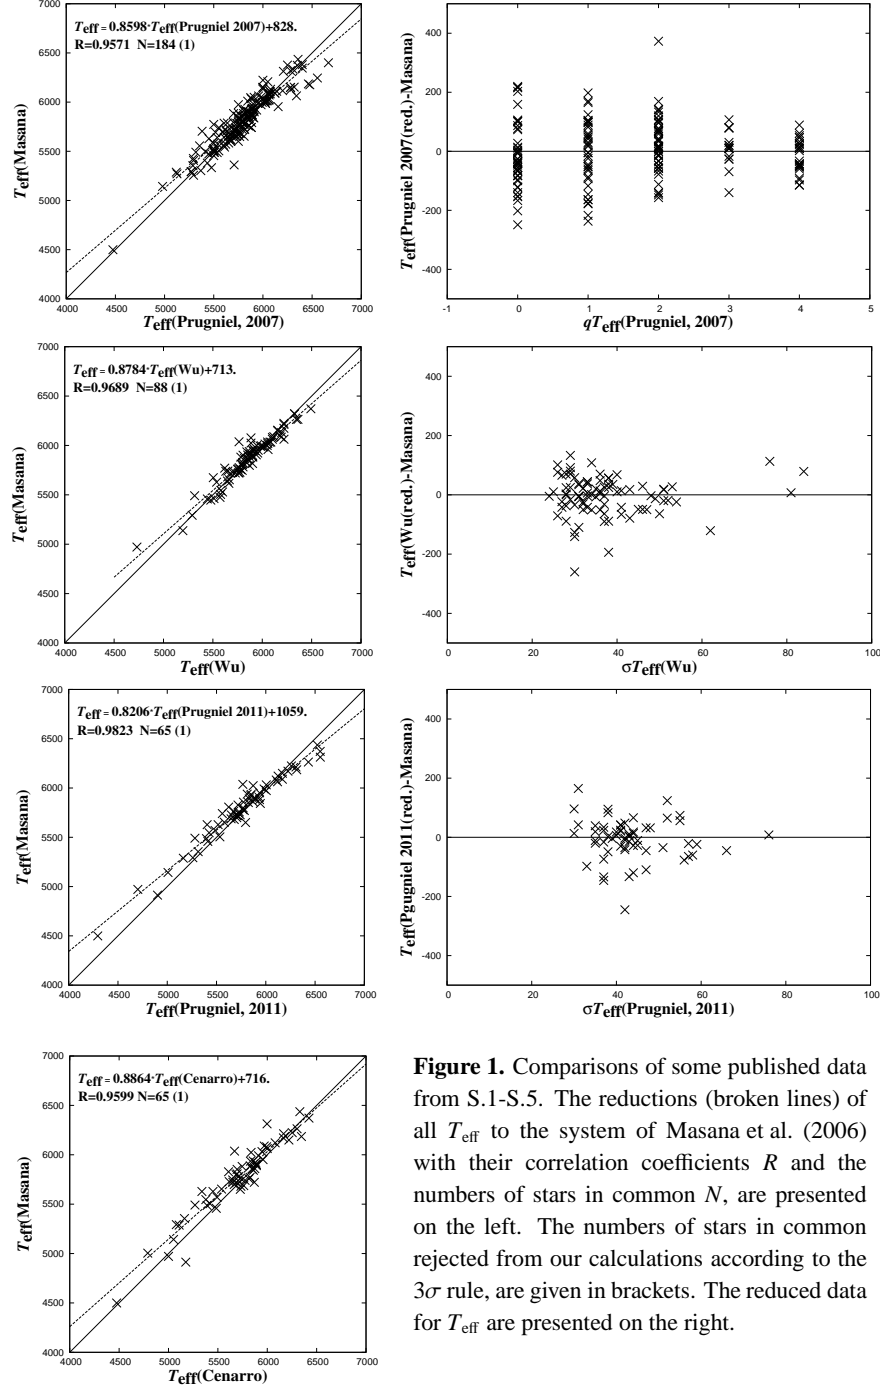 Teff = 0.8598·Teff(Prugniel 2007)+828.
R=0.9571 N=184 (1)
7000
6500
6000
5500
5000
4500
4000
4000 4500 5000 5500 6000 6500 7000
Teff(Masana)
Teff(Prugniel, 2007)
400
200
0
-200
-400
-1 0 1 2 3 4 5
Teff(Prugniel 2007(red.)-Masana)
qTeff(Prugniel, 2007)
Teff = 0.8784·Teff(Wu)+713.
R=0.9689 N=88 (1)
7000
6500
6000
5500
5000
4500
4000
4000 4500 5000 5500 6000 6500 7000
Teff(Masana)
Teff(Wu)
400
200
0
-200
-400
0 20 40 60 80 100
Teff(Wu(red.)-Masana)
σTeff(Wu)
Teff = 0.8206·Teff(Prugniel 2011)+1059.
R=0.9823 N=65 (1)
7000
6500
6000
5500
5000
4500
4000
4000 4500 5000 5500 6000 6500 7000
Teff(Masana)
Teff(Prugniel, 2011)
400
200
0
-200
-400
0 20 40 60 80 100
Teff(Pgugniel 2011(red.)-Masana)
σTeff(Prugniel, 2011)
Teff = 0.8864·Teff(Cenarro)+716.
R=0.9599 N=65 (1)
7000
6500
6000
5500
5000
4500
4000
4000 4500 5000 5500 6000 6500 7000
Teff(Masana)
Teff(Cenarro)
Figure 1. Comparisons of some published data
from S.1-S.5. The reductions (broken lines) of
all Teff to the system of Masana et al. (2006)
with their correlation coefficients R and the
numbers of stars in common N, are presented
on the left. The numbers of stars in common
rejected from our calculations according to the
3σ rule, are given in brackets. The reduced data
for Teff are presented on the right.